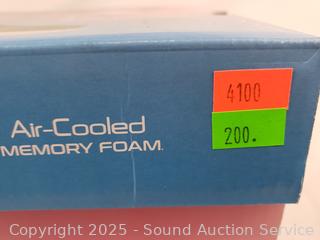 4100
200.
Air-Cooled
MEMORY FOAM.
Copyright © 2025 - Sound Auction Service